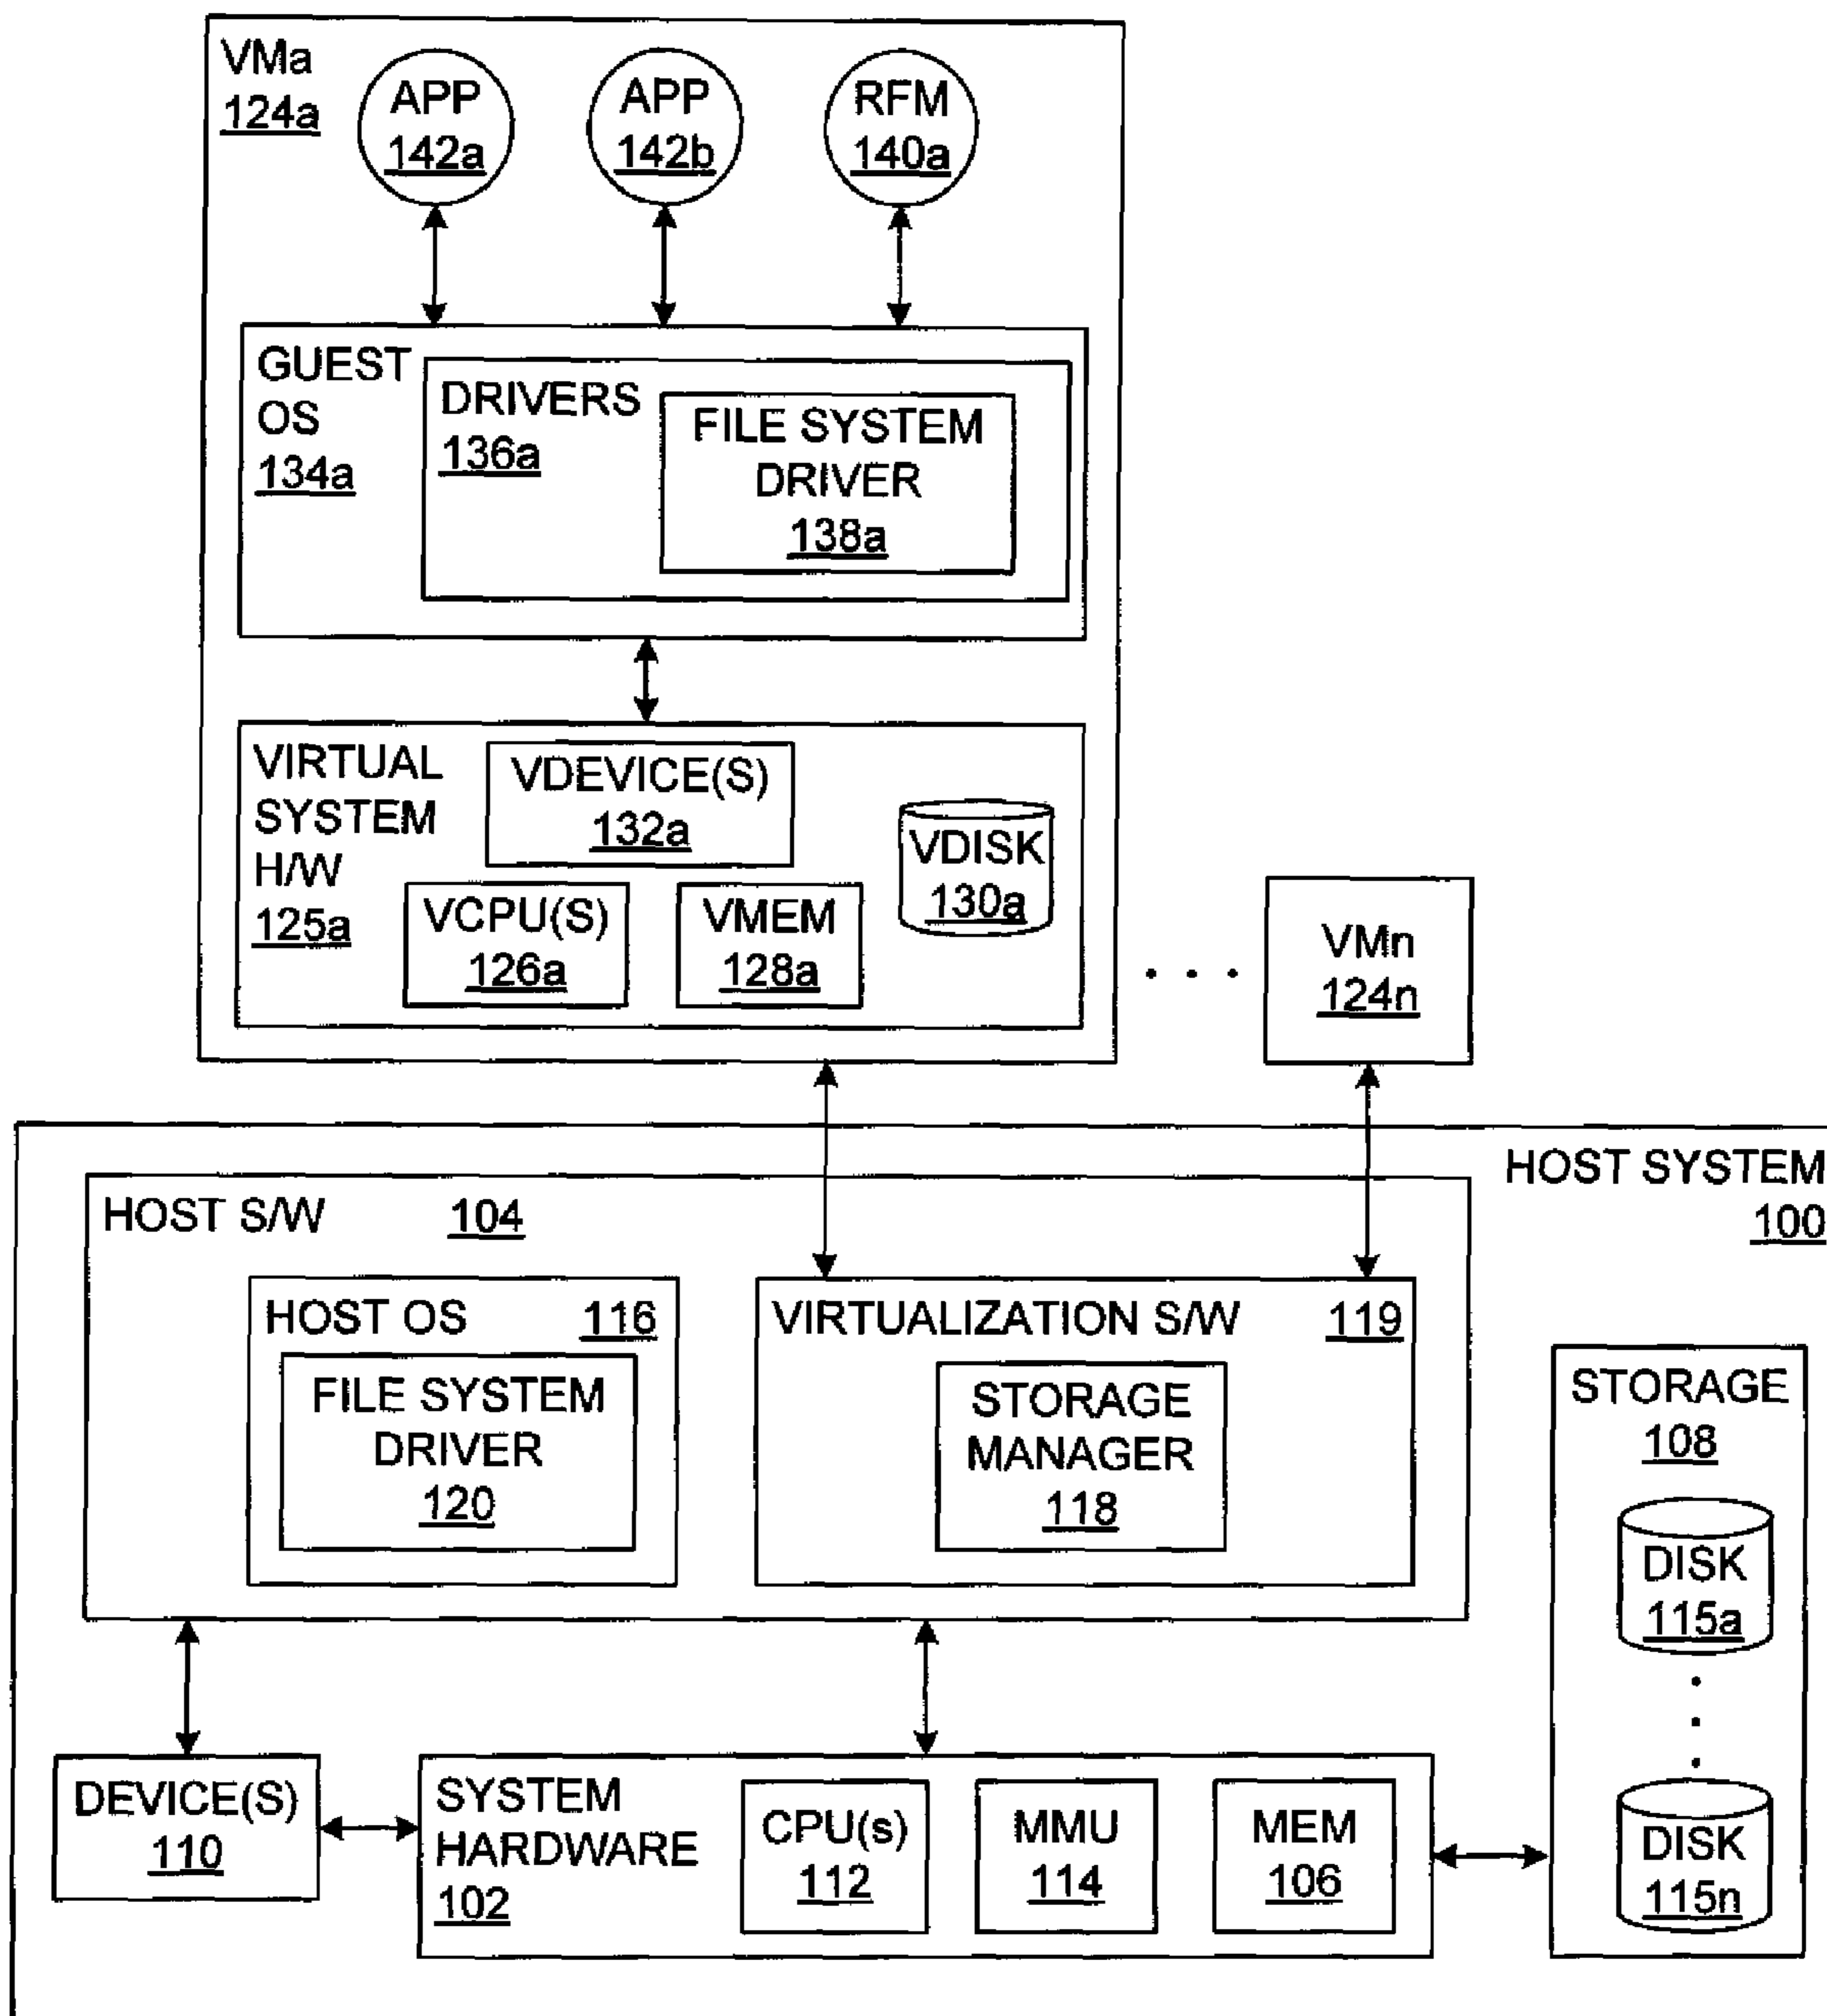 VMa
124a
APP
142a
APP
142b
RFM
140a
GUEST
OS
134a
DRIVERS
136a
FILE SYSTEM
DRIVER
138a
VIRTUAL
SYSTEM
H/W
125a
VDEVICE(S)
132a
VCPU(S)
126a
VMEM
128a
VDISK
130a
. . .
VMn
124n
HOST SYSTEM
100
HOST S/W
104
HOST OS
116
FILE SYSTEM
DRIVER
120
VIRTUALIZATION S/W
119
STORAGE
MANAGER
118
STORAGE
108
DISK
115a
DISK
115n
DEVICE(S)
110
SYSTEM
HARDWARE
102
CPU(s)
112
MMU
114
MEM
106